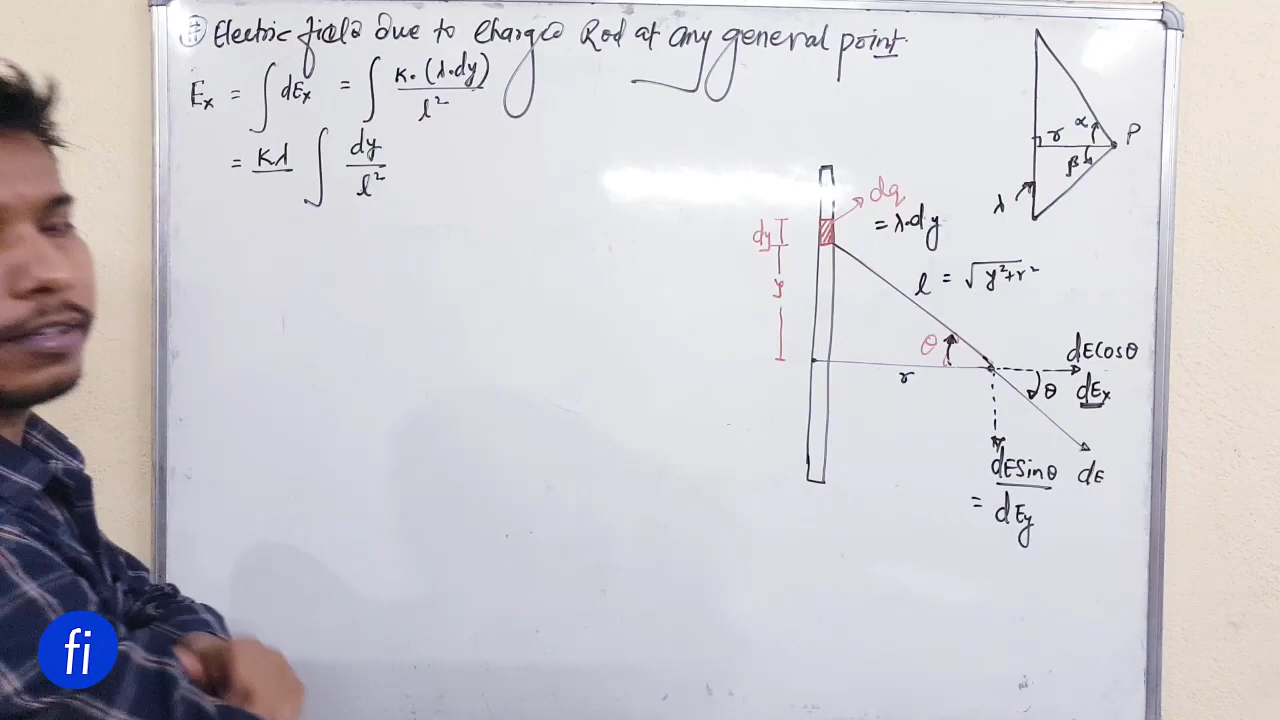 Electric field Due to Charged Rod at any general point.
Ex = ∫ dEx = ∫ K.(λ.dy) / l²
= Kλ ∫ dy / l²
α
r
P
β
λ
dq
= λ.dy
dy
y
l = √y²+r²
θ
r
dE cosθ
θ
dEx
dE sinθ
dE
= dEy
fi